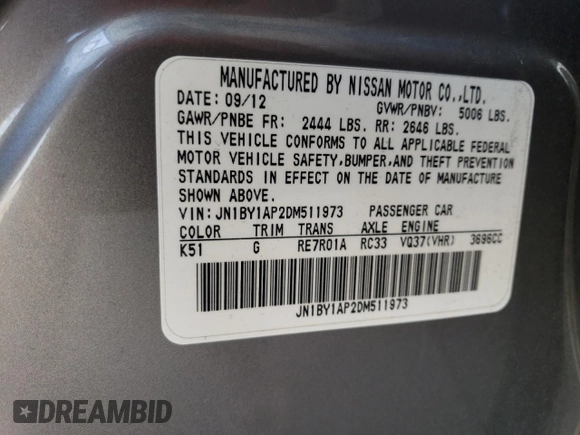 MANUFACTURED BY NISSAN MOTOR CO.,LTD.
DATE: 09/12 GVWR/PNBV: 5006 LBS.
GAWR/PNBE FR: 2444 LBS. RR: 2646 LBS.
THIS VEHICLE CONFORMS TO ALL APPLICABLE FEDERAL
MOTOR VEHICLE SAFETY,BUMPER,AND THEFT PREVENTION
STANDARDS IN EFFECT ON THE DATE OF MANUFACTURE
SHOWN ABOVE.
VIN: JN1BY1AP2DM511973 PASSENGER CAR
COLOR TRIM TRANS AXLE ENGINE
K51 G RE7R01A RC33 VQ37(VHR) 3696CC
JN1BY1AP2DM511973
DREAMBID